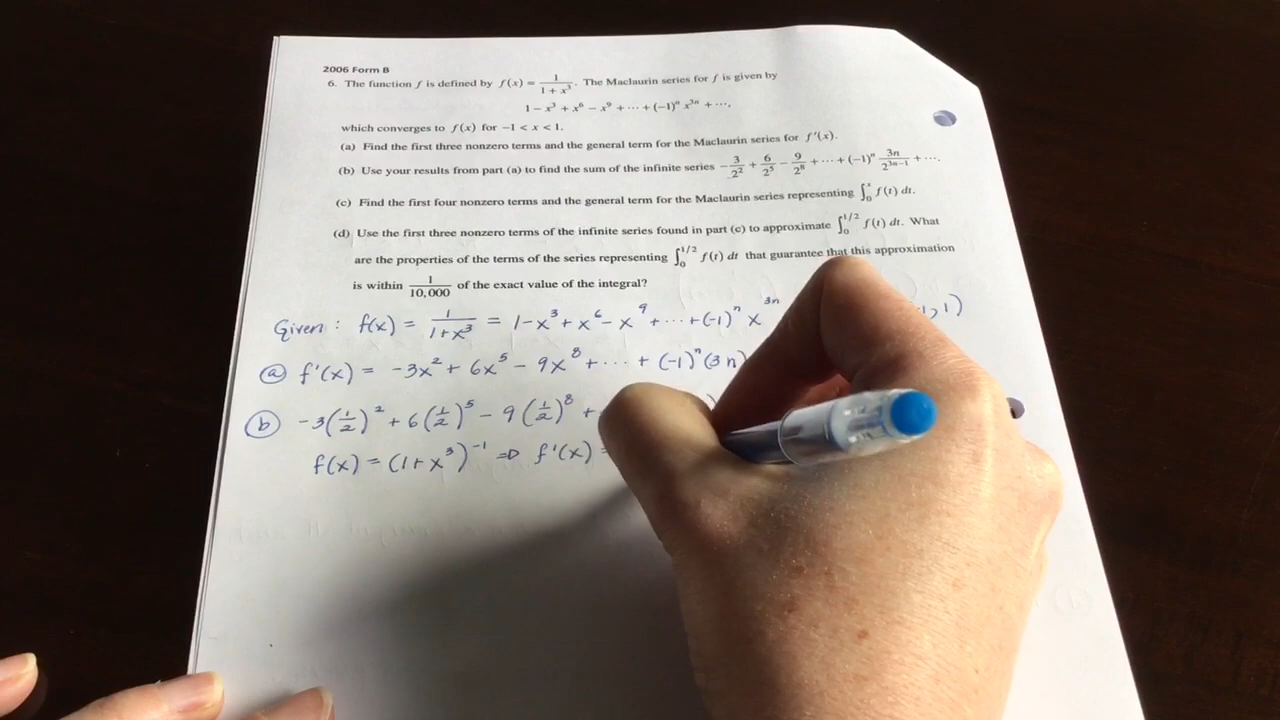 2006 Form B
6. The function f is defined by f(x) = 1/(1 + x³). The Maclaurin series for f is given by
1 − x³ + x⁶ − x⁹ + ⋯ + (−1)ⁿ x³ⁿ + ⋯,
which converges to f(x) for −1 < x < 1.
(a) Find the first three nonzero terms and the general term for the Maclaurin series for f′(x).
(b) Use your results from part (a) to find the sum of the infinite series −3/2² + 6/2⁵ − 9/2⁸ + ⋯ + (−1)ⁿ 3n/2³ⁿ⁻¹ + ⋯.
(c) Find the first four nonzero terms and the general term for the Maclaurin series representing ∫₀ˣ f(t) dt.
(d) Use the first three nonzero terms of the infinite series found in part (c) to approximate ∫₀^(1/2) f(t) dt. What
are the properties of the terms of the series representing ∫₀^(1/2) f(t) dt that guarantee that this approximation
is within 1/10,000 of the exact value of the integral?
Given: f(x) = 1/(1+x³) = 1−x³+x⁶−x⁹+⋯+(−1)ⁿ x³ⁿ 1, 1)
ⓐ f'(x) = −3x² + 6x⁵ − 9x⁸ + ⋯ + (−1)ⁿ(3n)
ⓑ −3(1/2)² + 6(1/2)⁵ − 9(1/2)⁸ + )
f(x) = (1+x³)⁻¹ ⇒ f'(x) =